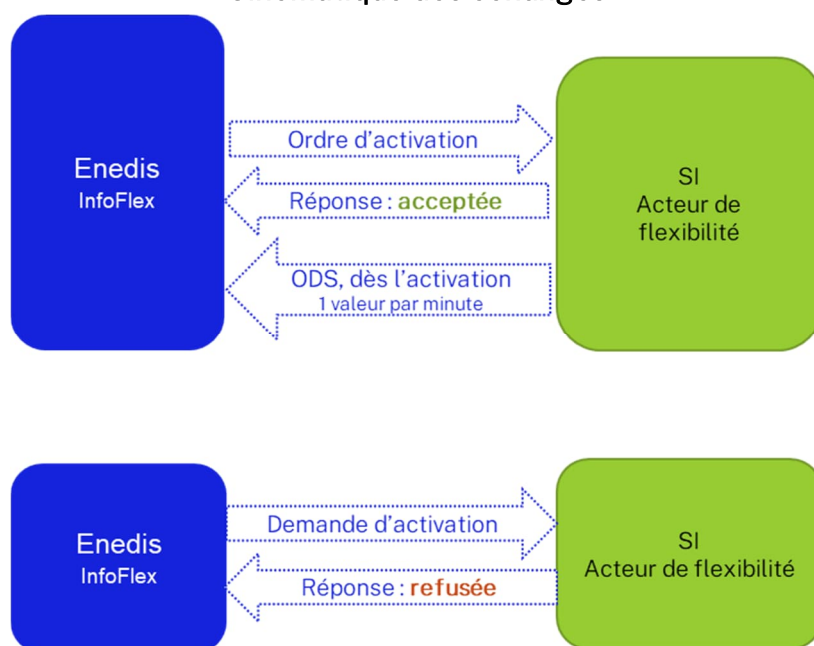 Enedis
InfoFlex
Ordre d'activation
Réponse : acceptée
ODS, dès l'activation
1 valeur par minute
SI
Acteur de
flexibilité
Enedis
InfoFlex
Demande d'activation
Réponse : refusée
SI
Acteur de flexibilité